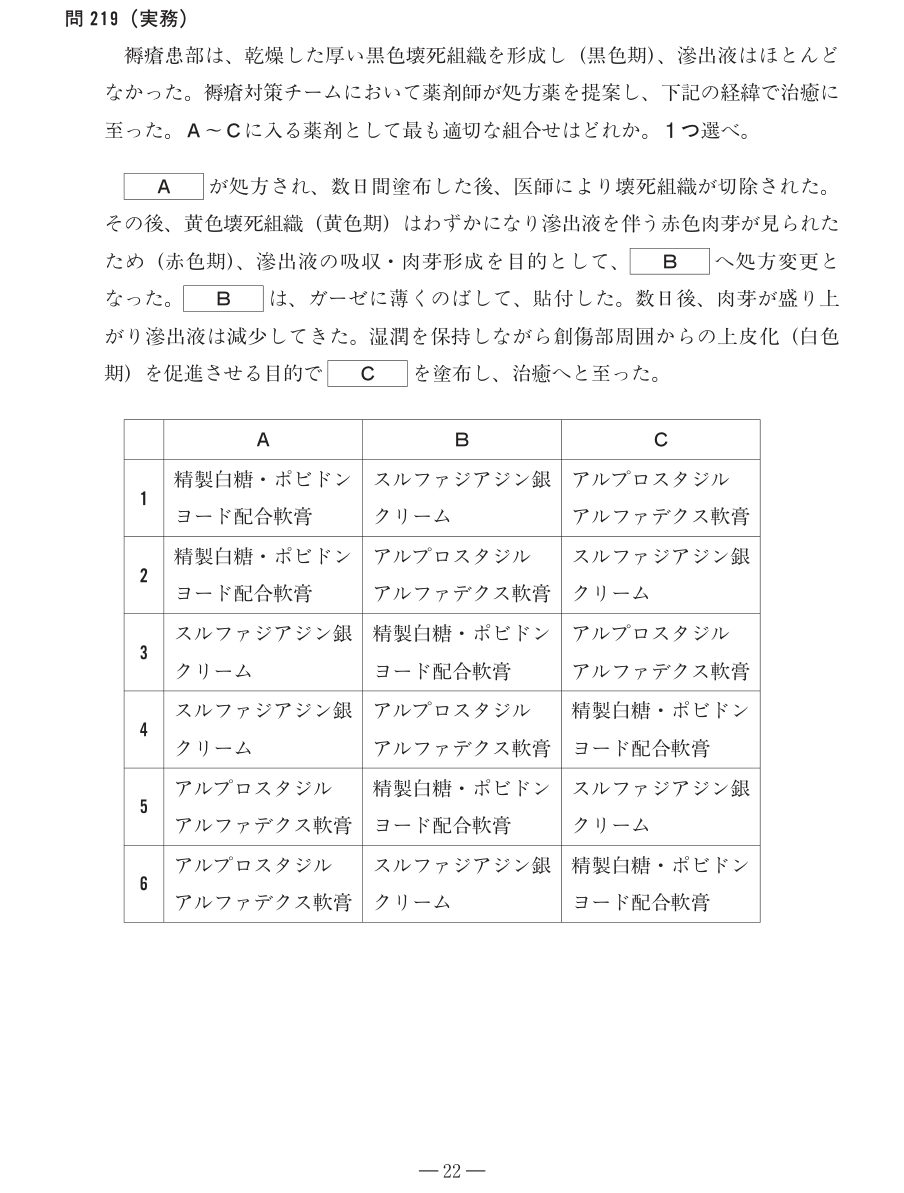 問219（実務）
褥瘡患部は、乾燥した厚い黒色壊死組織を形成し（黒色期）、滲出液はほとんど
なかった。褥瘡対策チームにおいて薬剤師が処方薬を提案し、下記の経緯で治癒に
至った。A～Cに入る薬剤として最も適切な組合せはどれか。1つ選べ。
A が処方され、数日間塗布した後、医師により壊死組織が切除された。
その後、黄色壊死組織（黄色期）はわずかになり滲出液を伴う赤色肉芽が見られた
ため（赤色期）、滲出液の吸収・肉芽形成を目的として、 B へ処方変更と
なった。 B は、ガーゼに薄くのばして、貼付した。数日後、肉芽が盛り上
がり滲出液は減少してきた。湿潤を保持しながら創傷部周囲からの上皮化（白色
期）を促進させる目的で C を塗布し、治癒へと至った。
A B C
1 精製白糖・ポビドンヨード配合軟膏 スルファジアジン銀クリーム アルプロスタジルアルファデクス軟膏
2 精製白糖・ポビドンヨード配合軟膏 アルプロスタジルアルファデクス軟膏 スルファジアジン銀クリーム
3 スルファジアジン銀クリーム 精製白糖・ポビドンヨード配合軟膏 アルプロスタジルアルファデクス軟膏
4 スルファジアジン銀クリーム アルプロスタジルアルファデクス軟膏 精製白糖・ポビドンヨード配合軟膏
5 アルプロスタジルアルファデクス軟膏 精製白糖・ポビドンヨード配合軟膏 スルファジアジン銀クリーム
6 アルプロスタジルアルファデクス軟膏 スルファジアジン銀クリーム 精製白糖・ポビドンヨード配合軟膏
— 22 —